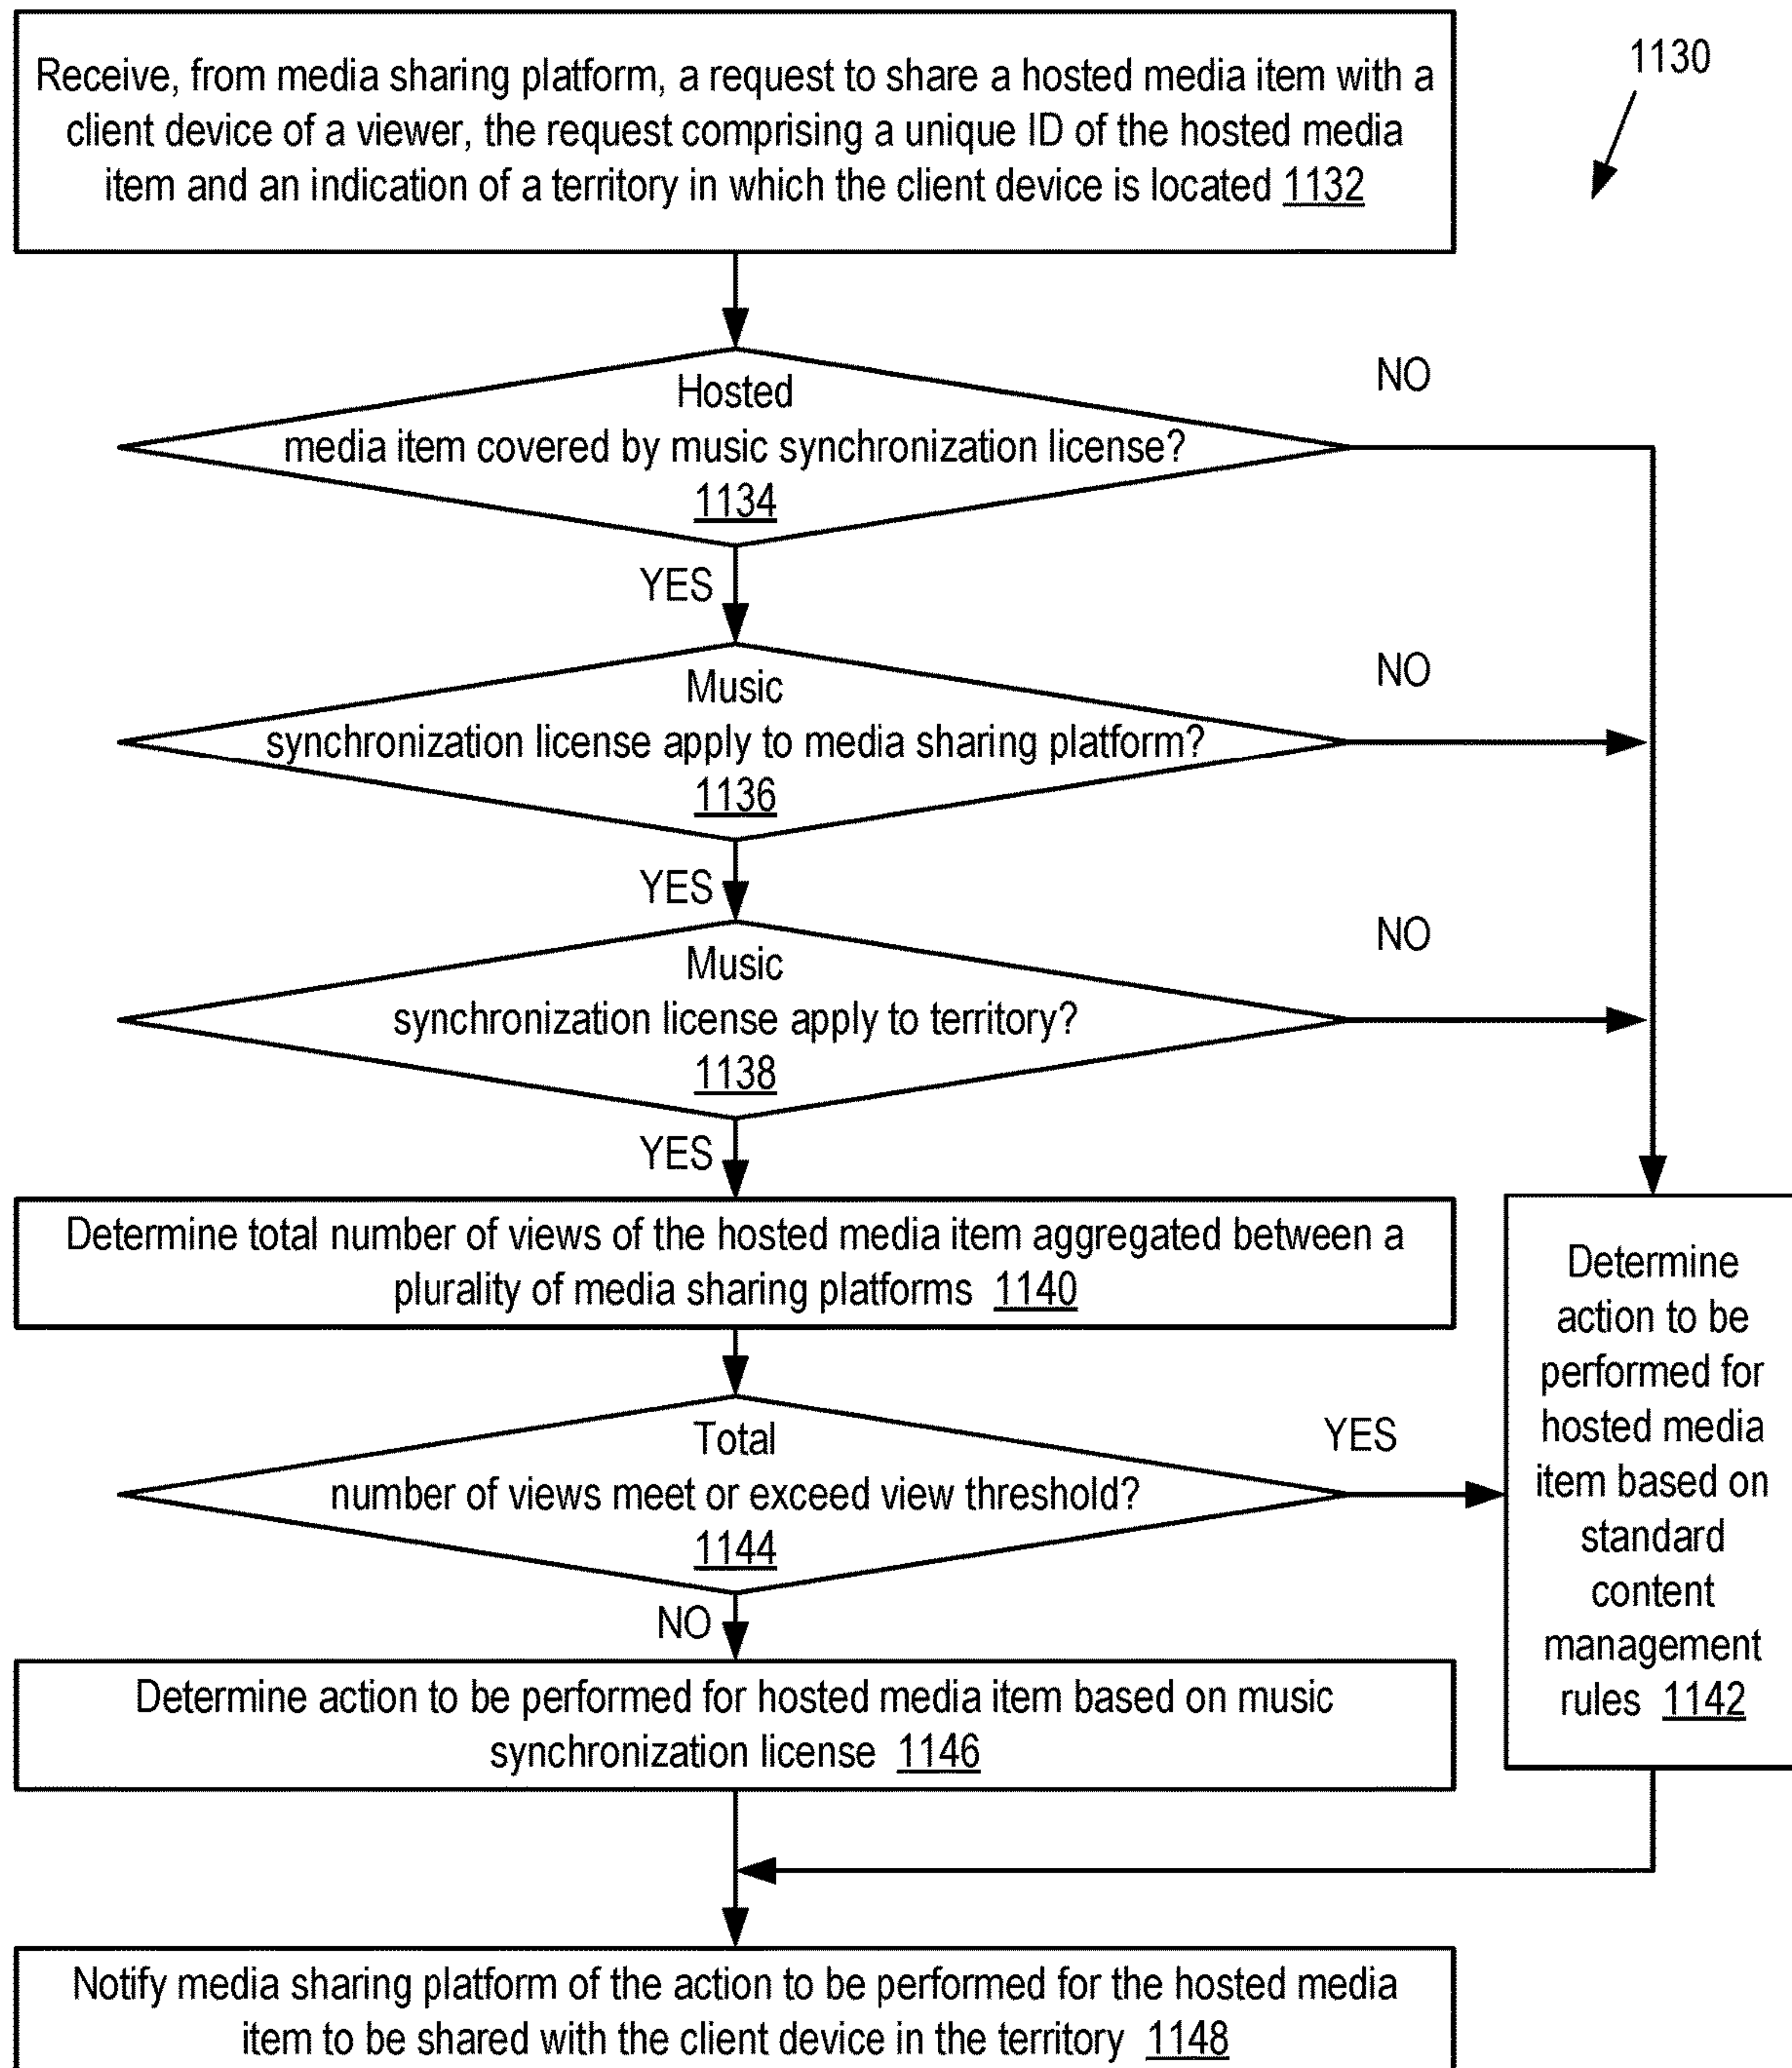 Receive, from media sharing platform, a request to share a hosted media item with a
client device of a viewer, the request comprising a unique ID of the hosted media
item and an indication of a territory in which the client device is located 1132
1130
Hosted
media item covered by music synchronization license?
1134
NO
YES
Music
synchronization license apply to media sharing platform?
1136
NO
YES
Music
synchronization license apply to territory?
1138
NO
YES
Determine total number of views of the hosted media item aggregated between a
plurality of media sharing platforms 1140
Total
number of views meet or exceed view threshold?
1144
YES
NO
Determine
action to be
performed for
hosted media
item based on
standard
content
management
rules 1142
Determine action to be performed for hosted media item based on music
synchronization license 1146
Notify media sharing platform of the action to be performed for the hosted media
item to be shared with the client device in the territory 1148